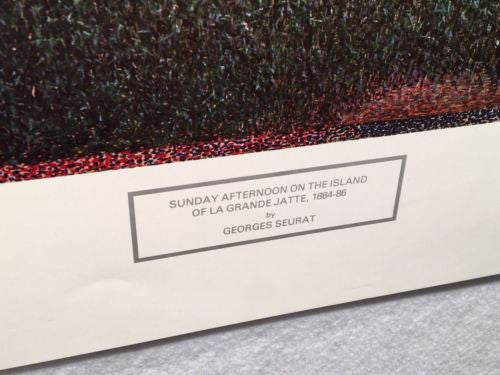 SUNDAY AFTERNOON ON THE ISLAND
OF LA GRANDE JATTE, 1884-86
by
GEORGES SEURAT